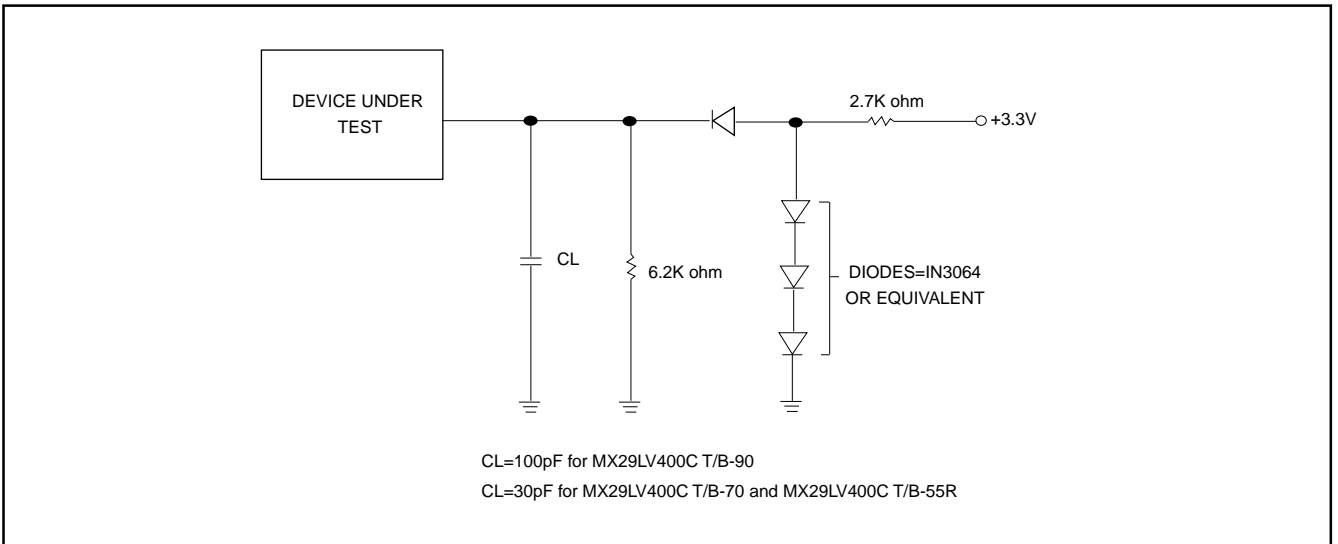 DEVICE UNDER
TEST
2.7K ohm
+3.3V
CL
6.2K ohm
DIODES=IN3064
OR EQUIVALENT
CL=100pF for MX29LV400C T/B-90
CL=30pF for MX29LV400C T/B-70 and MX29LV400C T/B-55R